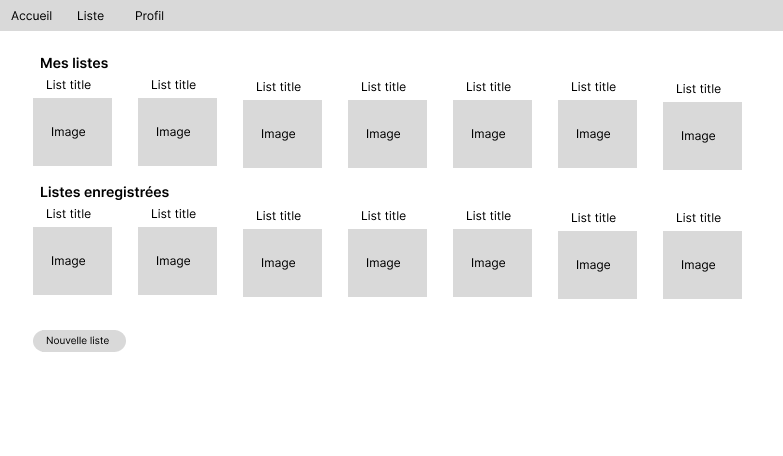 Accueil Liste Profil
Mes listes
List title List title List title List title List title List title List title
Image Image Image Image Image Image Image
Listes enregistrées
List title List title List title List title List title List title List title
Image Image Image Image Image Image Image
Nouvelle liste